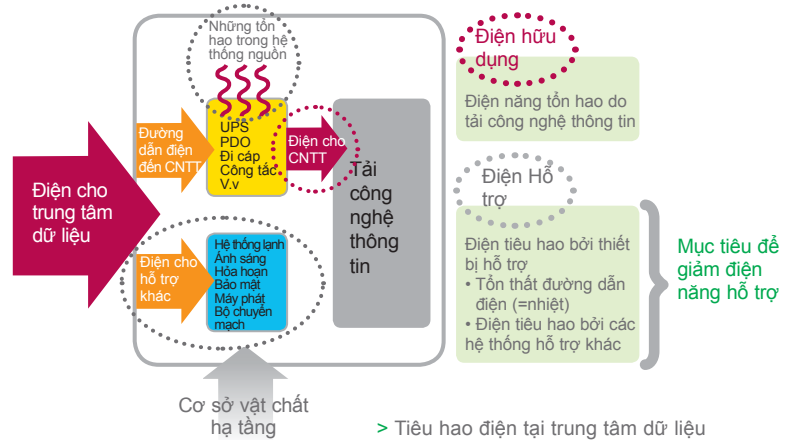 Những tổn
hao trong hệ
thống nguồn
Điện cho
trung tâm
dữ liệu
Đường
dẫn điện
đến CNTT
UPS
PDO
Đi cáp
Công tắc
V.v
Điện cho
CNTT
Tải
công
nghệ
thông
tin
Điện cho
hỗ trợ
khác
Hệ thống lạnh
Ánh sáng
Hỏa hoạn
Bảo mật
Máy phát
Bộ chuyển
mạch
Cơ sở vật chất
hạ tầng
Điện hữu
dụng
Điện năng tổn hao do
tải công nghệ thông tin
Điện Hỗ
trợ
Điện tiêu hao bởi thiết
bị hỗ trợ
• Tổn thất đường dẫn
điện (=nhiệt)
• Điện tiêu hao bởi các
hệ thống hỗ trợ khác
Mục tiêu để
giảm điện
năng hỗ trợ
> Tiêu hao điện tại trung tâm dữ liệu